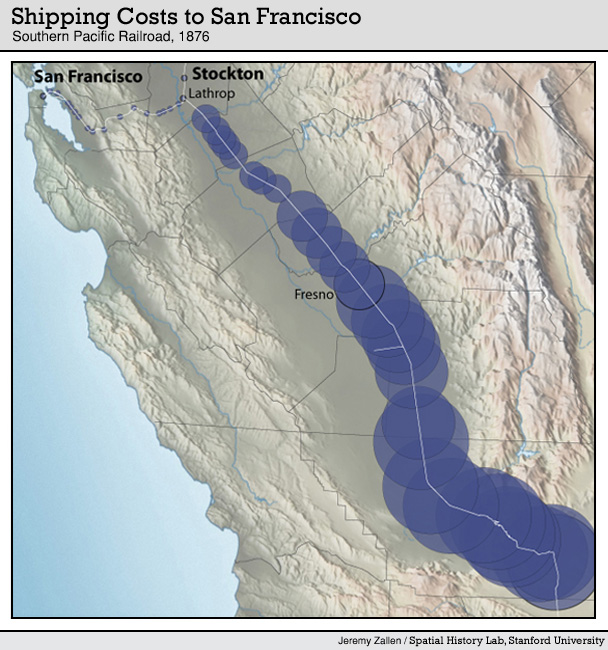 Shipping Costs to San Francisco
Southern Pacific Railroad, 1876
San Francisco
Stockton
Lathrop
Fresno
Jeremy Zallen / Spatial History Lab, Stanford University